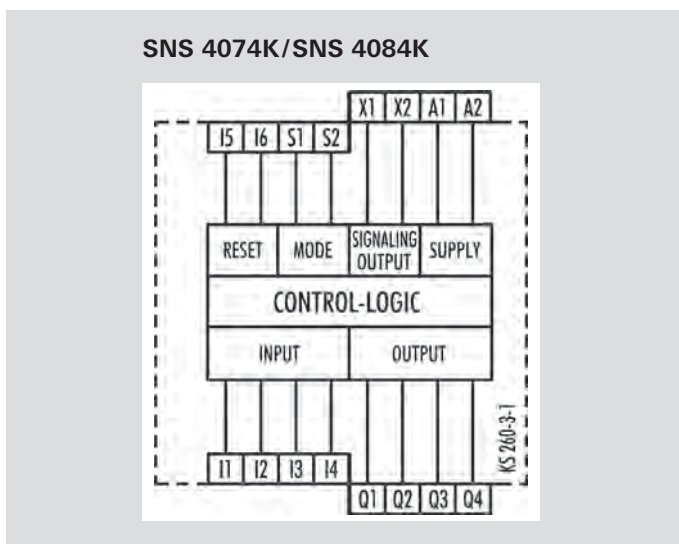 SNS 4074K/SNS 4084K
X1 X2 A1 A2
I5 I6 S1 S2
RESET MODE SIGNALING OUTPUT SUPPLY
CONTROL-LOGIC
INPUT OUTPUT
KS 260-3-1
I1 I2 I3 I4
Q1 Q2 Q3 Q4